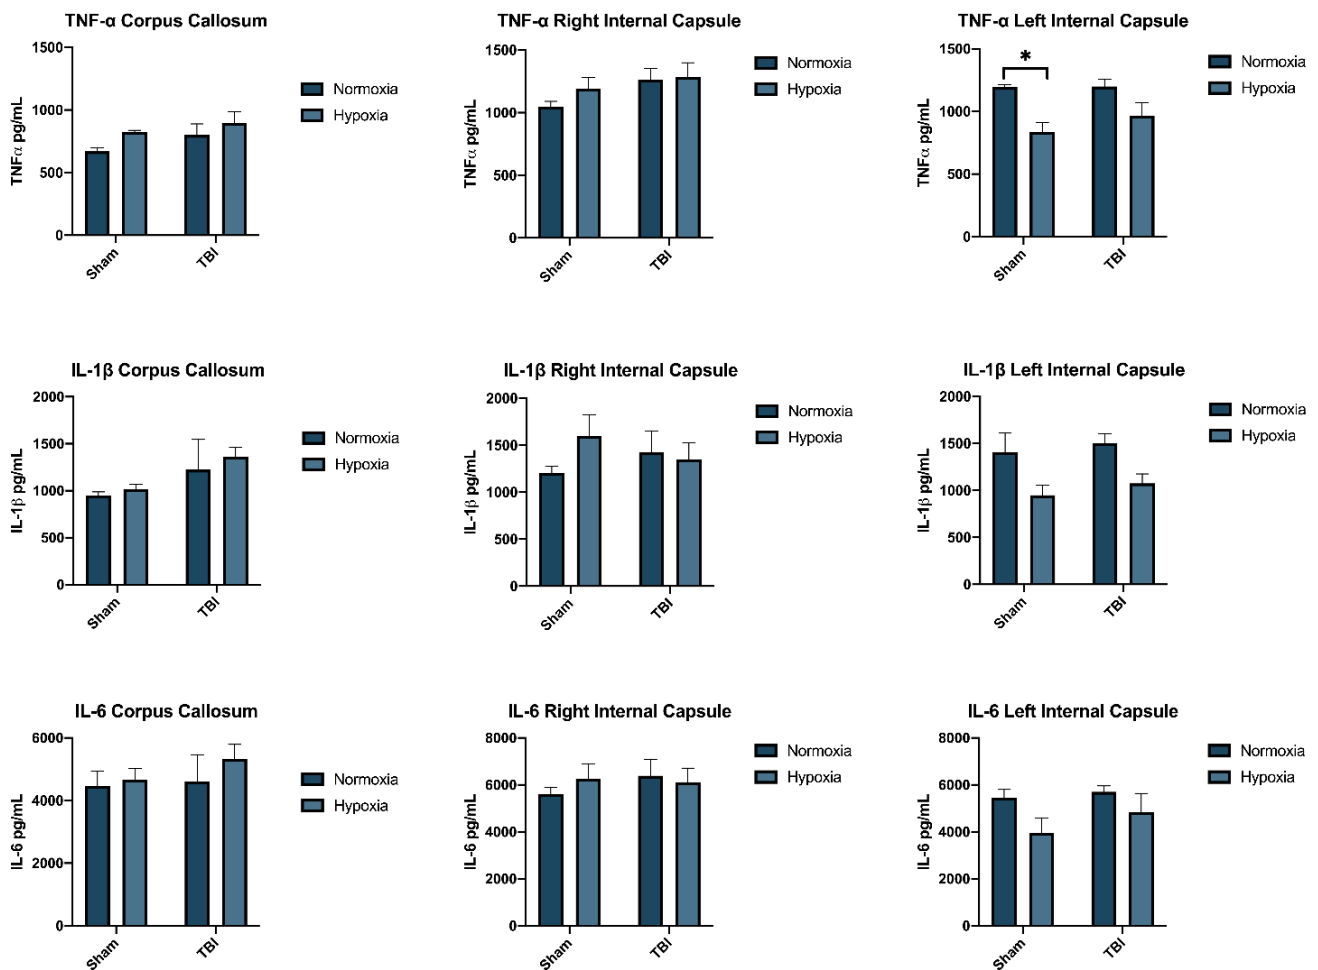 TNF-α Corpus Callosum
1500
1000
500
0
TNFα pg/mL
Sham
TBI
Normoxia
Hypoxia
TNF-α Right Internal Capsule
1500
1000
500
0
TNFα pg/mL
Sham
TBI
Normoxia
Hypoxia
TNF-α Left Internal Capsule
1500
1000
500
0
TNFα pg/mL
*
Sham
TBI
Normoxia
Hypoxia
IL-1β Corpus Callosum
2000
1500
1000
500
0
IL-1β pg/mL
Sham
TBI
Normoxia
Hypoxia
IL-1β Right Internal Capsule
2000
1500
1000
500
0
IL-1β pg/mL
Sham
TBI
Normoxia
Hypoxia
IL-1β Left Internal Capsule
2000
1500
1000
500
0
IL-1β pg/mL
Sham
TBI
Normoxia
Hypoxia
IL-6 Corpus Callosum
6000
4000
2000
0
IL-6 pg/mL
Sham
TBI
Normoxia
Hypoxia
IL-6 Right Internal Capsule
8000
6000
4000
2000
0
IL-6 pg/mL
Sham
TBI
Normoxia
Hypoxia
IL-6 Left Internal Capsule
8000
6000
4000
2000
0
IL-6 pg/mL
Sham
TBI
Normoxia
Hypoxia